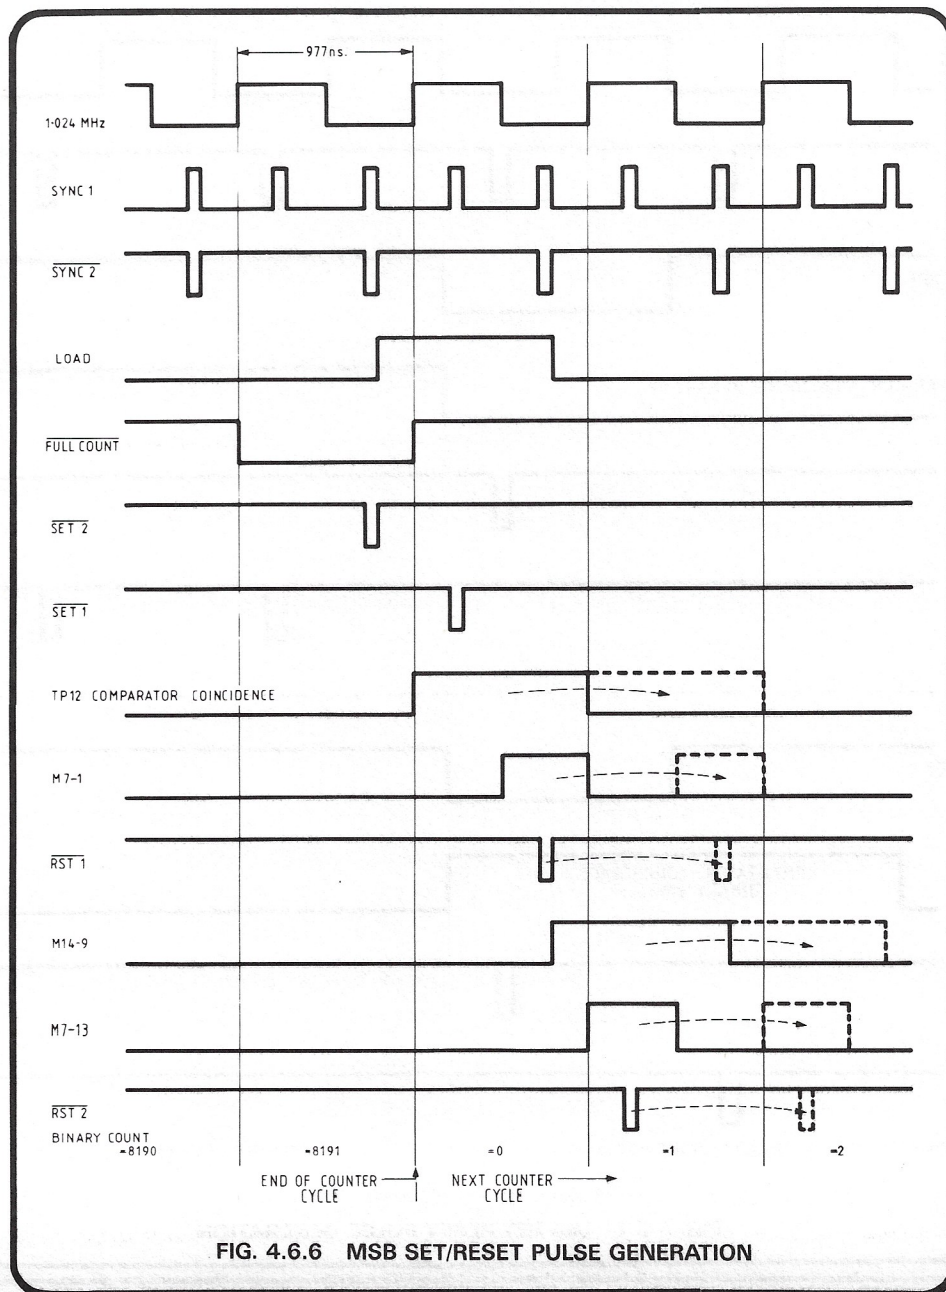 977ns.
1·024 MHz
SYNC 1
SYNC 2
LOAD
FULL COUNT
SET 2
SET 1
TP12 COMPARATOR COINCIDENCE
M7-1
RST 1
M14-9
M7-13
RST 2
BINARY COUNT
=8190 =8191 =0 =1 =2
END OF COUNTER CYCLE
NEXT COUNTER CYCLE
FIG. 4.6.6 MSB SET/RESET PULSE GENERATION